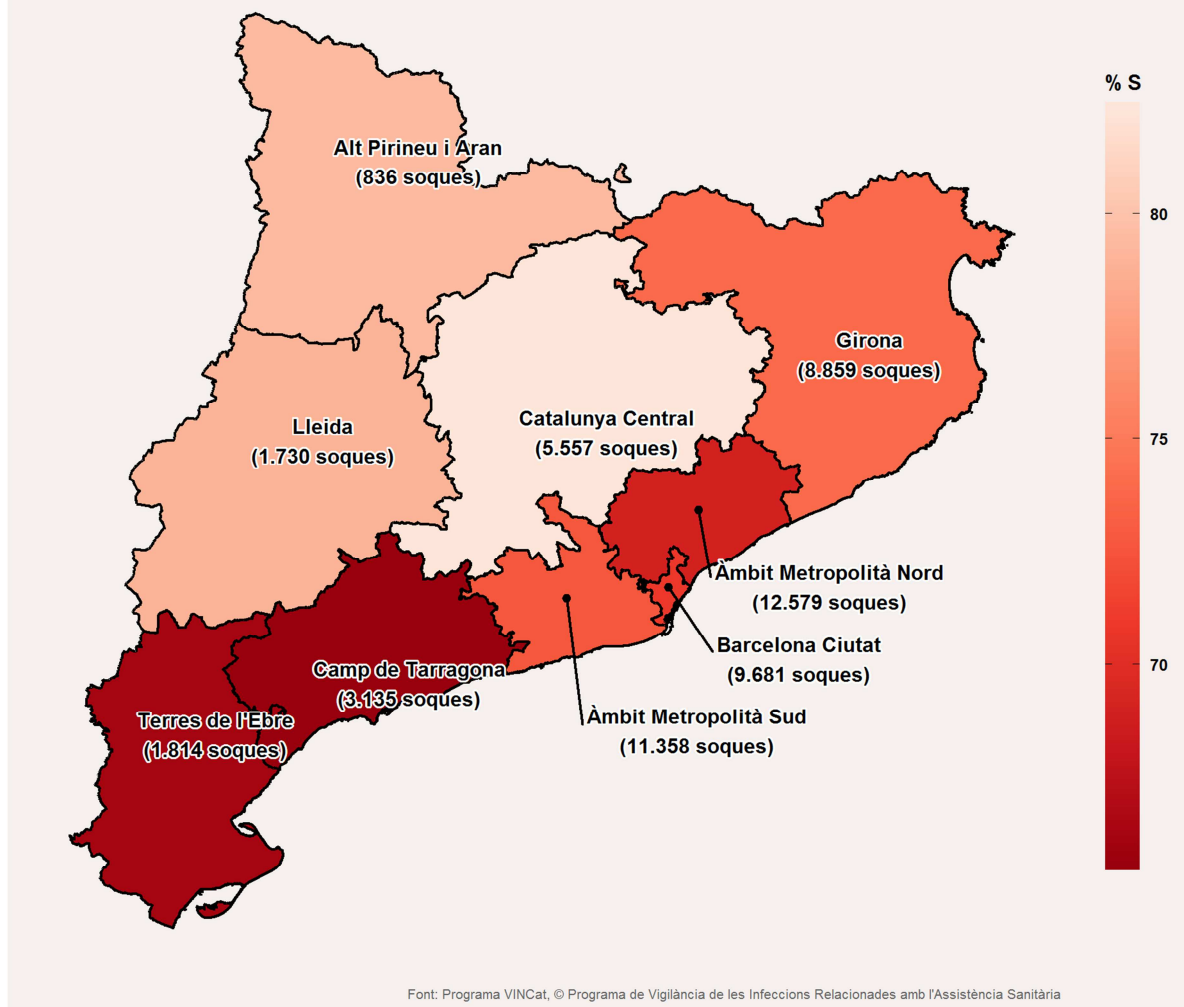 % S
80
75
70
Alt Pirineu i Aran
(836 soques)
Girona
(8.859 soques)
Lleida
(1.730 soques)
Catalunya Central
(5.557 soques)
Àmbit Metropolità Nord
(12.579 soques)
Barcelona Ciutat
(9.681 soques)
Camp de Tarragona
(3.135 soques)
Àmbit Metropolità Sud
(11.358 soques)
Terres de l'Ebre
(1.814 soques)
Font: Programa VINCat, © Programa de Vigilància de les Infeccions Relacionades amb l'Assistència Sanitària